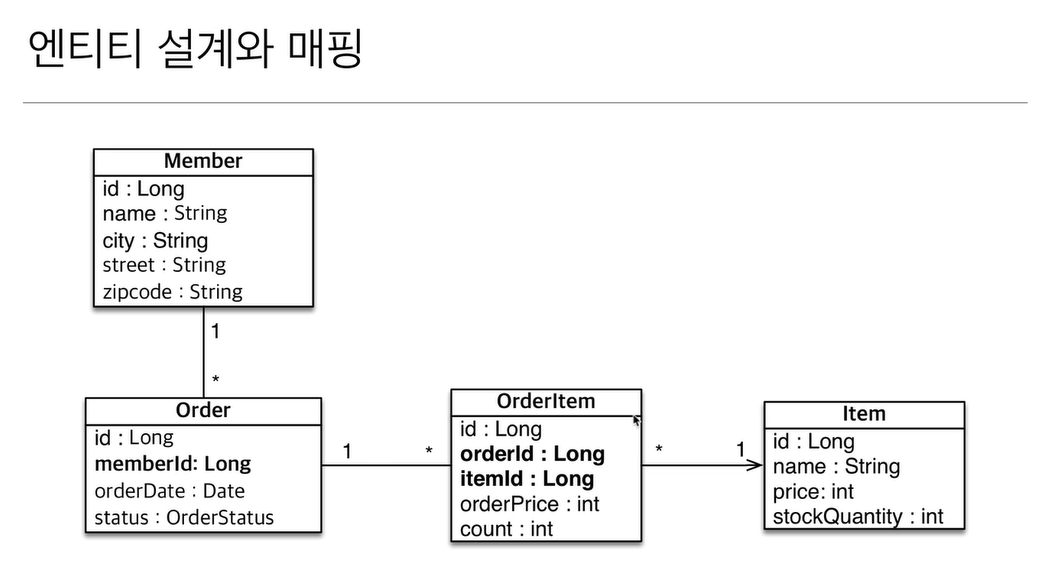 엔티티 설계와 매핑
Member
id : Long
name : String
city : String
street : String
zipcode : String
1
*
Order
id : Long
memberId: Long
orderDate : Date
status : OrderStatus
1
*
OrderItem
id : Long
orderId : Long
itemId : Long
orderPrice : int
count : int
*
1
Item
id : Long
name : String
price: int
stockQuantity : int